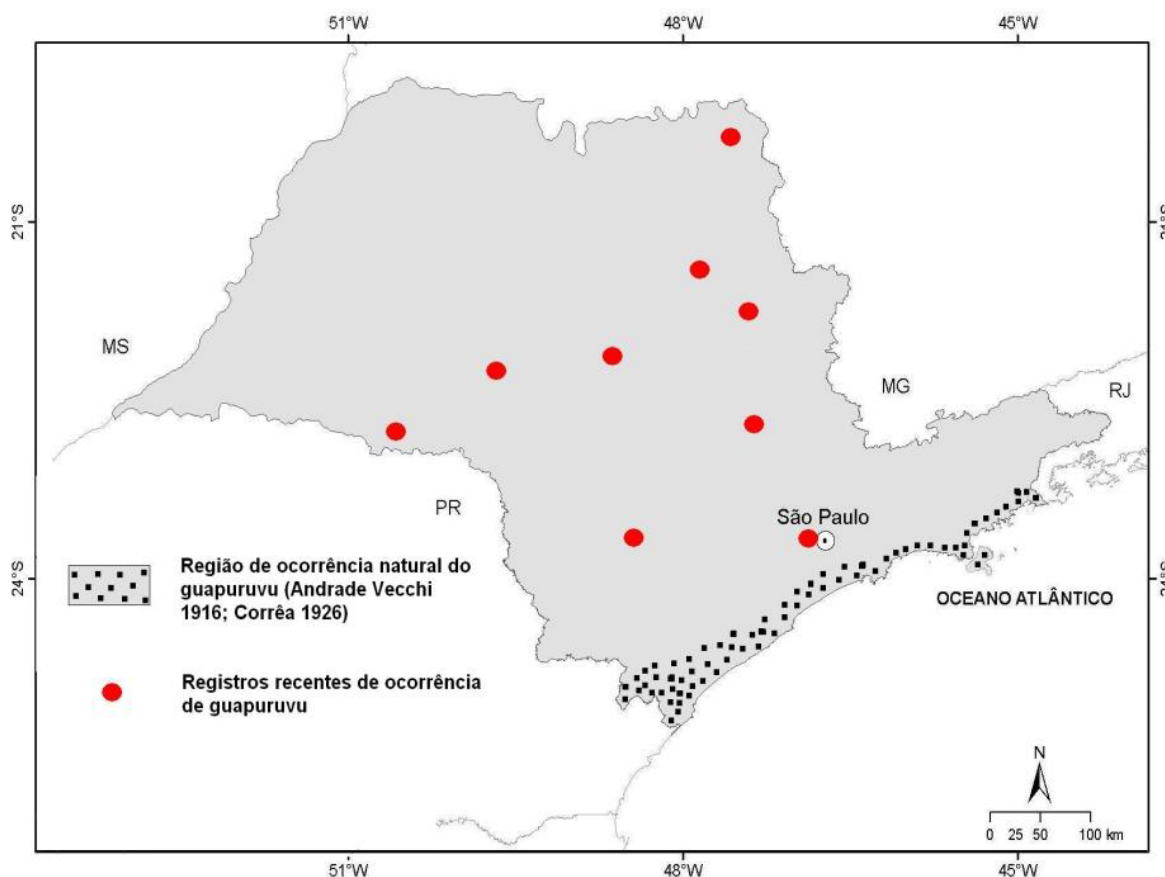 51°W 48°W 45°W
21°S
21°S
MS
MG
RJ
PR
São Paulo
24°S
24°S
Região de ocorrência natural do
guapuruvu (Andrade Vecchi
1916; Corrêa 1926)
OCEANO ATLÂNTICO
Registros recentes de ocorrência
de guapuruvu
N
0 25 50 100 km
51°W 48°W 45°W